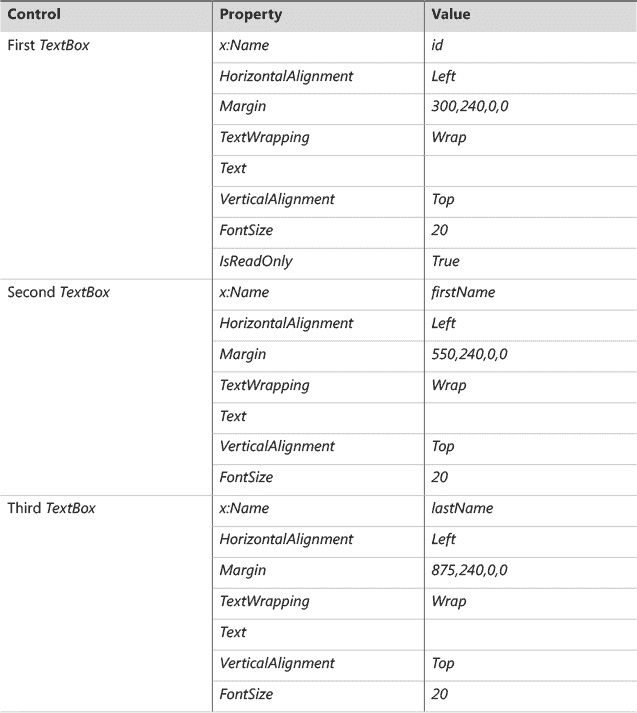 Control Property Value
First TextBox x:Name id
HorizontalAlignment Left
Margin 300,240,0,0
TextWrapping Wrap
Text
VerticalAlignment Top
FontSize 20
IsReadOnly True
Second TextBox x:Name firstName
HorizontalAlignment Left
Margin 550,240,0,0
TextWrapping Wrap
Text
VerticalAlignment Top
FontSize 20
Third TextBox x:Name lastName
HorizontalAlignment Left
Margin 875,240,0,0
TextWrapping Wrap
Text
VerticalAlignment Top
FontSize 20